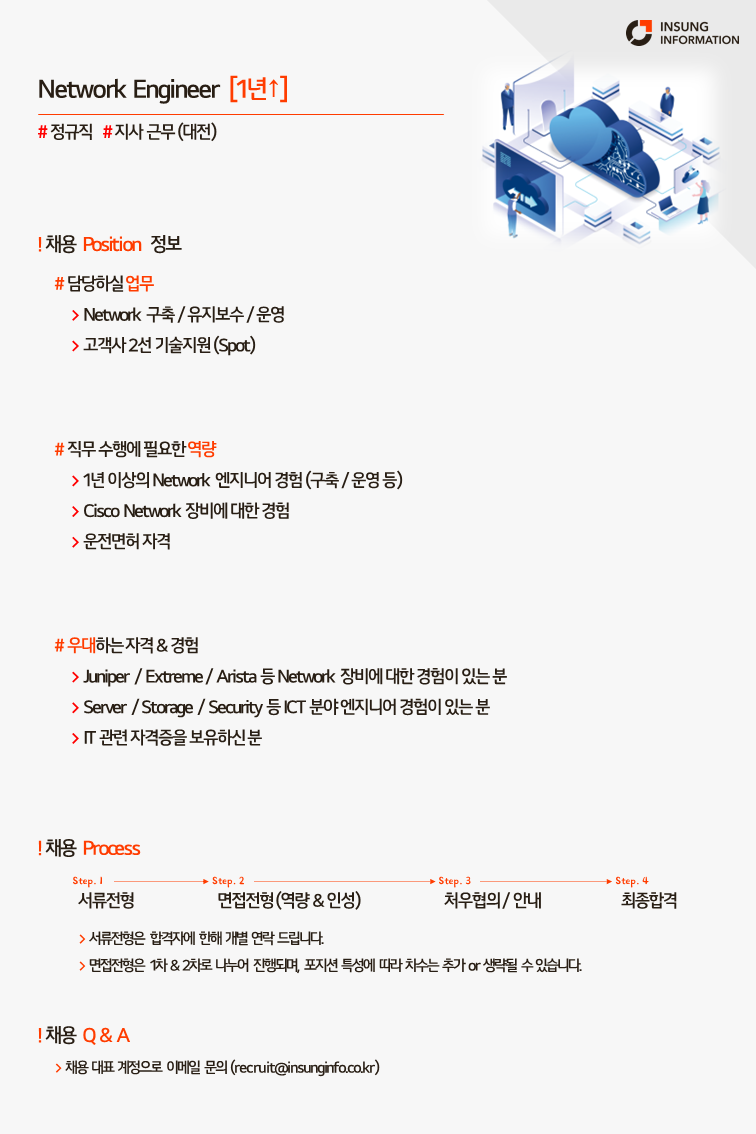 INSUNG
INFORMATION
Network Engineer [1년↑]
# 정규직 # 지사 근무 (대전)
! 채용 Position 정보
# 담당하실 업무
> Network 구축 / 유지보수 / 운영
> 고객사 2선 기술지원 (Spot)
# 직무 수행에 필요한 역량
> 1년 이상의 Network 엔지니어 경험 (구축 / 운영 등)
> Cisco Network 장비에 대한 경험
> 운전면허 자격
# 우대하는 자격 & 경험
> Juniper / Extreme / Arista 등 Network 장비에 대한 경험이 있는 분
> Server / Storage / Security 등 ICT 분야 엔지니어 경험이 있는 분
> IT 관련 자격증을 보유하신 분
! 채용 Process
Step. 1 Step. 2 Step. 3 Step. 4
서류전형 면접전형 (역량 & 인성) 처우협의 / 안내 최종합격
> 서류전형은 합격자에 한해 개별 연락 드립니다.
> 면접전형은 1차 & 2차로 나누어 진행되며, 포지션 특성에 따라 차수는 추가 or 생략될 수 있습니다.
! 채용 Q & A
> 채용 대표 계정으로 이메일 문의 (recruit@insunginfo.co.kr)